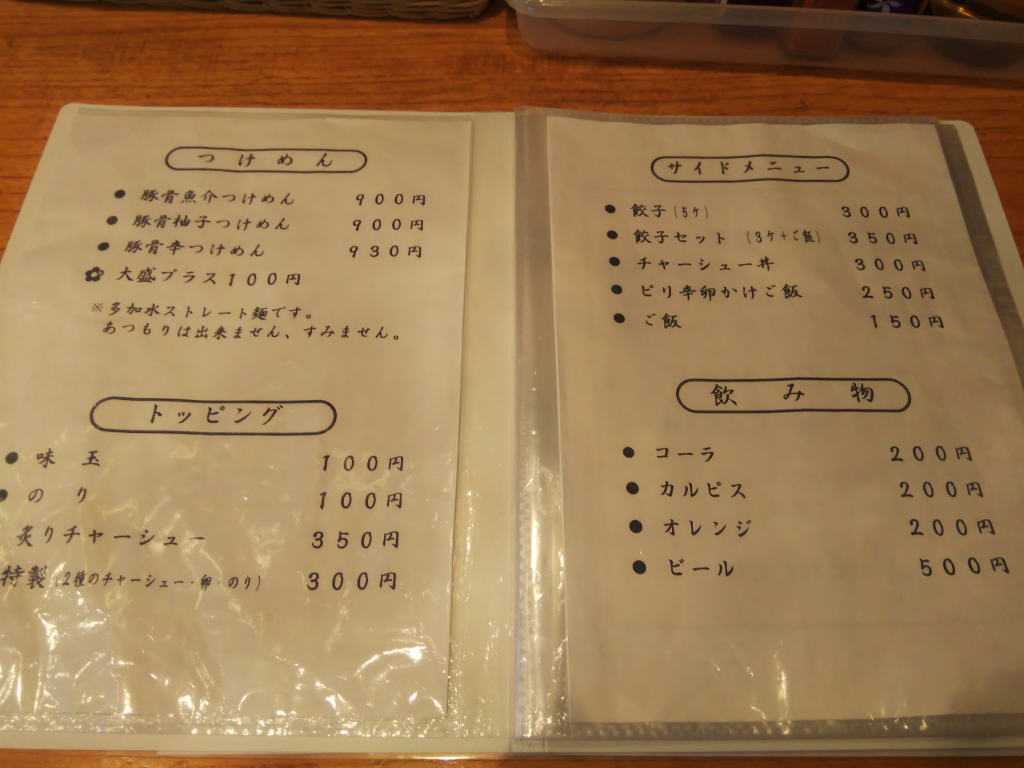 つけめん
● 豚骨魚介つけめん 900円
● 豚骨柚子つけめん 900円
● 豚骨辛つけめん 930円
✿ 大盛プラス100円
※多加水ストレート麺です。
あつもりは出来ません、すみません。
トッピング
● 味 玉 100円
● のり 100円
炙りチャーシュー 350円
特製(2種のチャーシュー・卵・のり) 300円
サイドメニュー
● 餃子(5ケ) 300円
● 餃子セット (3ケ+ご飯) 350円
● チャーシュー丼 300円
● ピリ辛卵かけご飯 250円
● ご飯 150円
飲み物
● コーラ 200円
● カルピス 200円
● オレンジ 200円
● ビール 500円